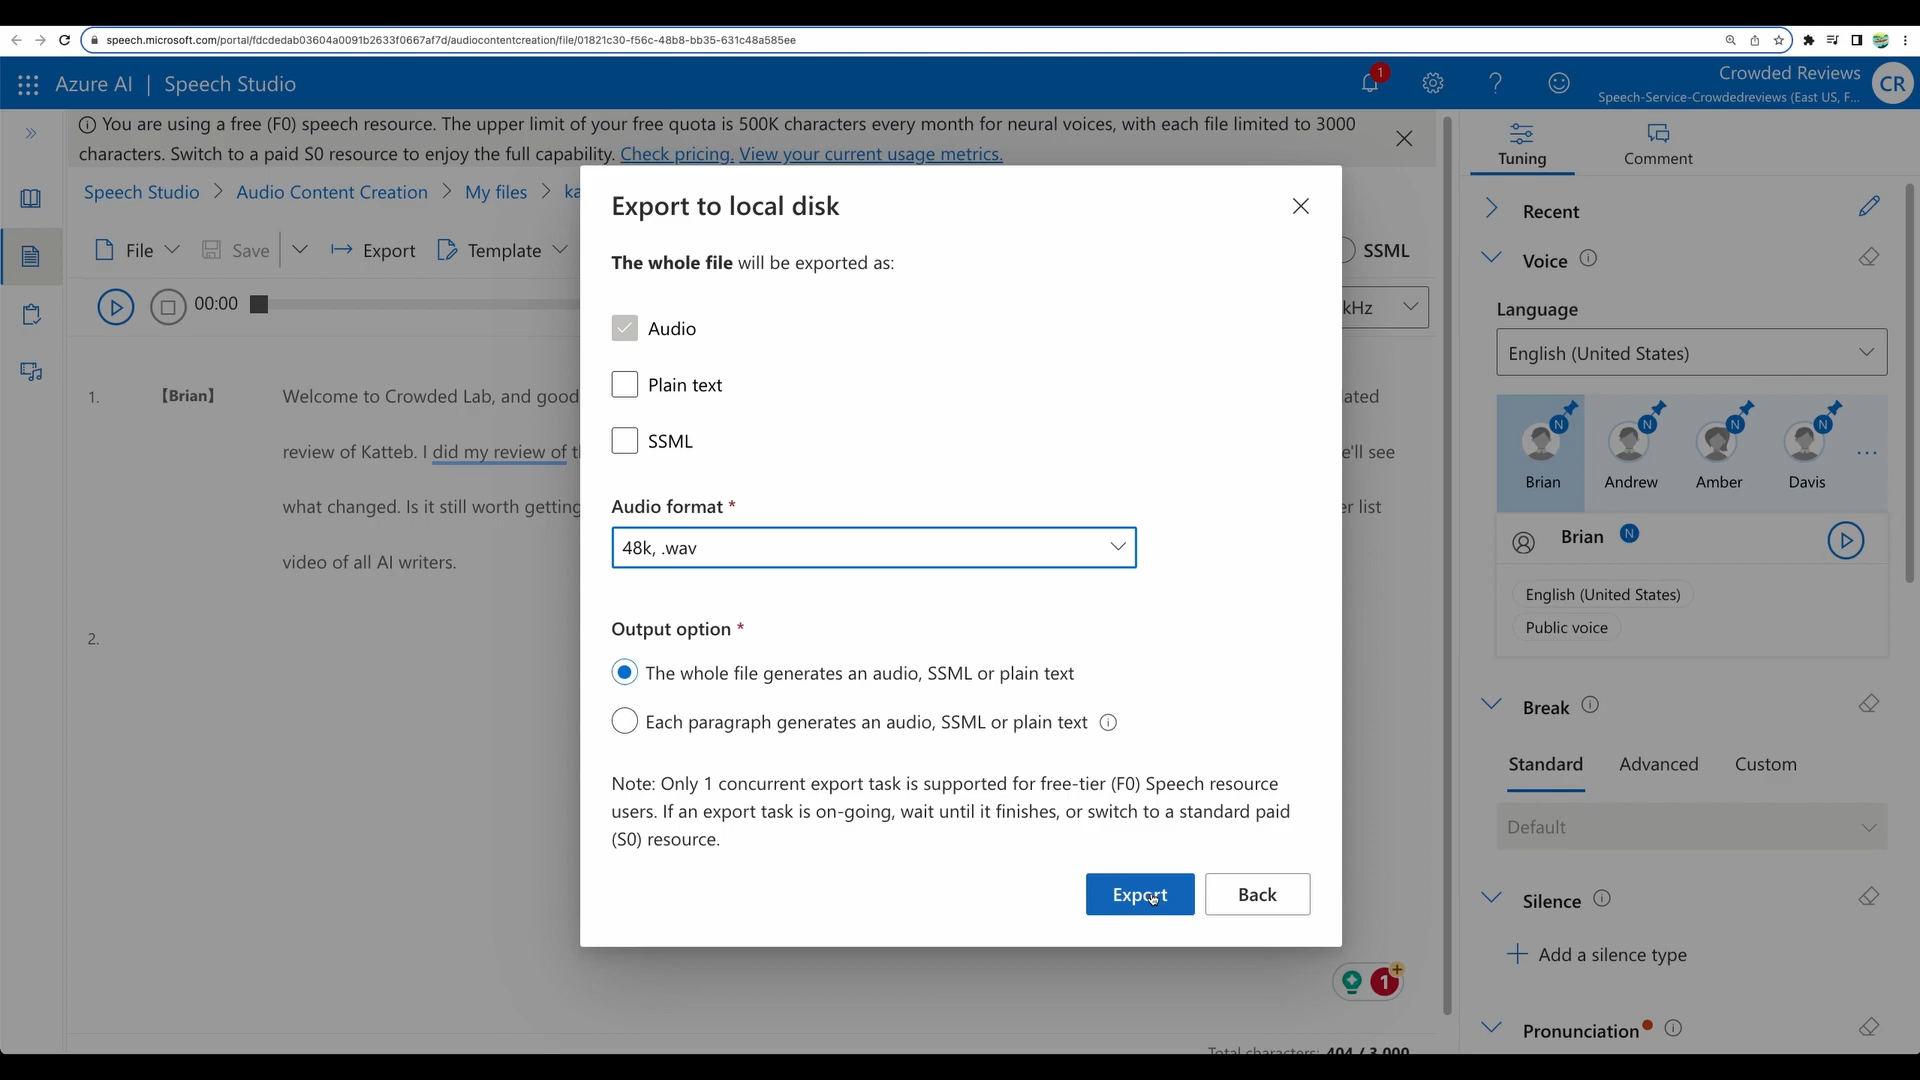 speech.microsoft.com/portal/fdcdedab03604a0091b2633f0667af7d/audiocontentcreation/file/01821c30-f56c-48b8-bb35-631c48a585ee
Azure AI | Speech Studio
1
Crowded Reviews
Speech-Service-Crowdedreviews (East US, F...
CR
You are using a free (F0) speech resource. The upper limit of your free quota is 500K characters every month for neural voices, with each file limited to 3000
characters. Switch to a paid S0 resource to enjoy the full capability. Check pricing. View your current usage metrics.
Speech Studio > Audio Content Creation > My files > ka
File
Save
Export
Template
SSML
00:00
kHz
1. 【Brian】 Welcome to Crowded Lab, and good
ated
review of Katteb. I did my review of t
e'll see
what changed. Is it still worth getting
er list
video of all AI writers.
2.
Export to local disk
The whole file will be exported as:
Audio
Plain text
SSML
Audio format *
48k, .wav
Output option *
The whole file generates an audio, SSML or plain text
Each paragraph generates an audio, SSML or plain text
Note: Only 1 concurrent export task is supported for free-tier (F0) Speech resource
users. If an export task is on-going, wait until it finishes, or switch to a standard paid
(S0) resource.
Export
Back
1
Total characters: 404 / 3,000
Tuning
Comment
Recent
Voice
Language
English (United States)
N N N N
Brian Andrew Amber Davis
Brian N
English (United States)
Public voice
Break
Standard Advanced Custom
Default
Silence
Add a silence type
Pronunciation